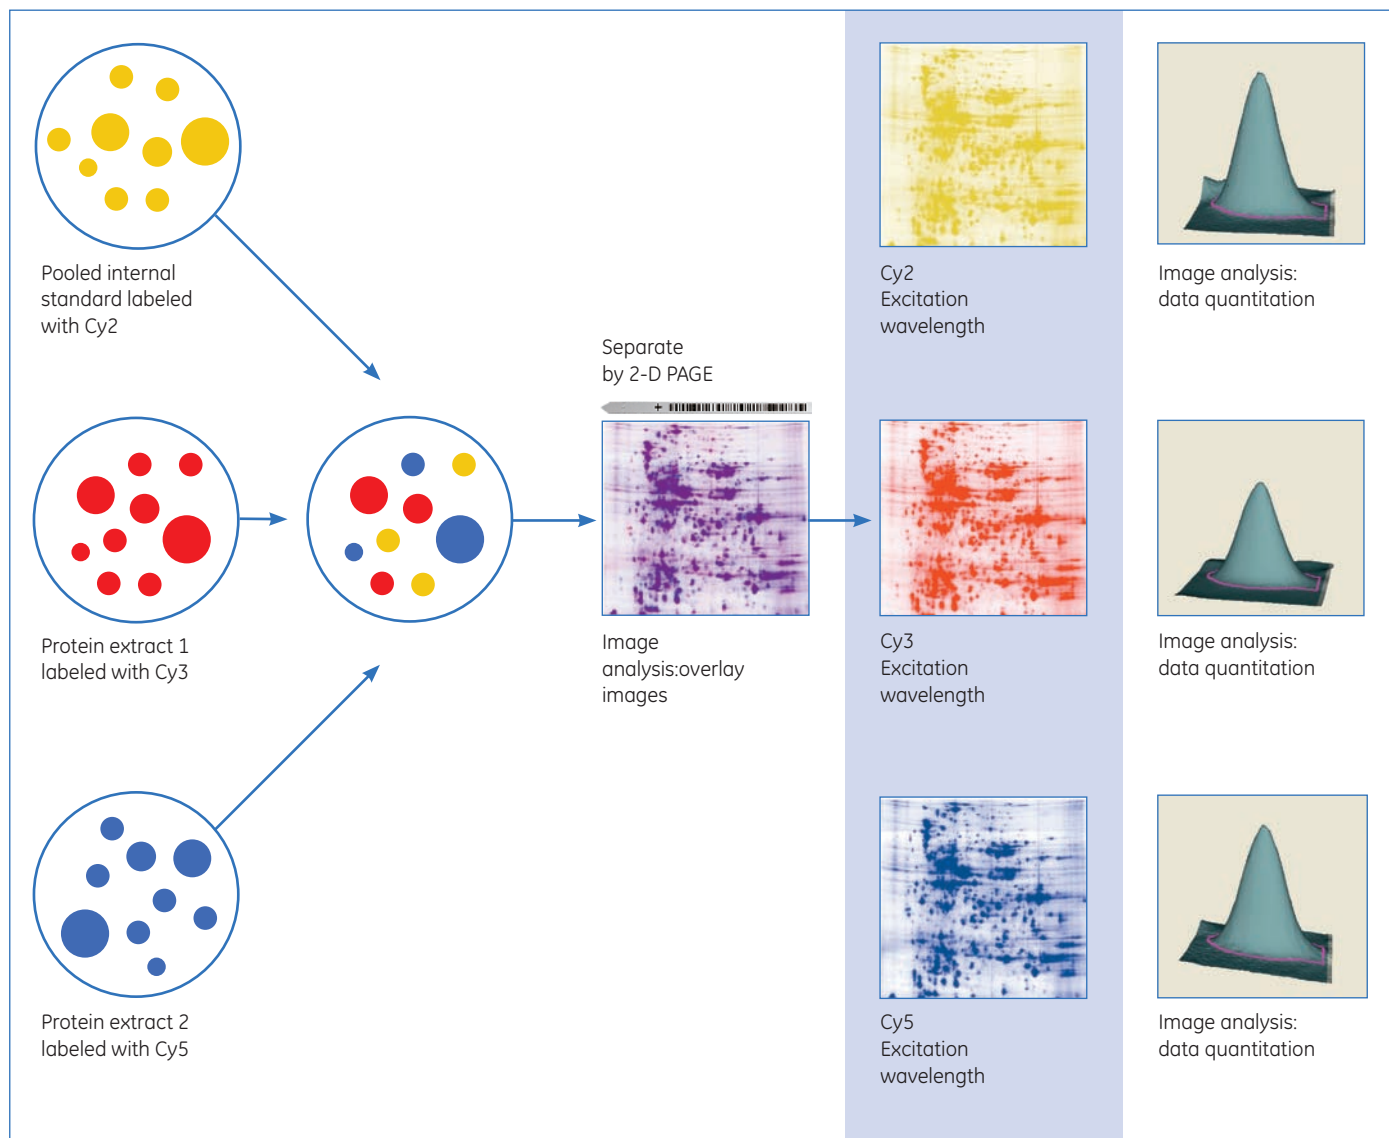 Pooled internal
standard labeled
with Cy2
Protein extract 1
labeled with Cy3
Protein extract 2
labeled with Cy5
Separate
by 2-D PAGE
+
Image
analysis:overlay
images
Cy2
Excitation
wavelength
Cy3
Excitation
wavelength
Cy5
Excitation
wavelength
Image analysis:
data quantitation
Image analysis:
data quantitation
Image analysis:
data quantitation